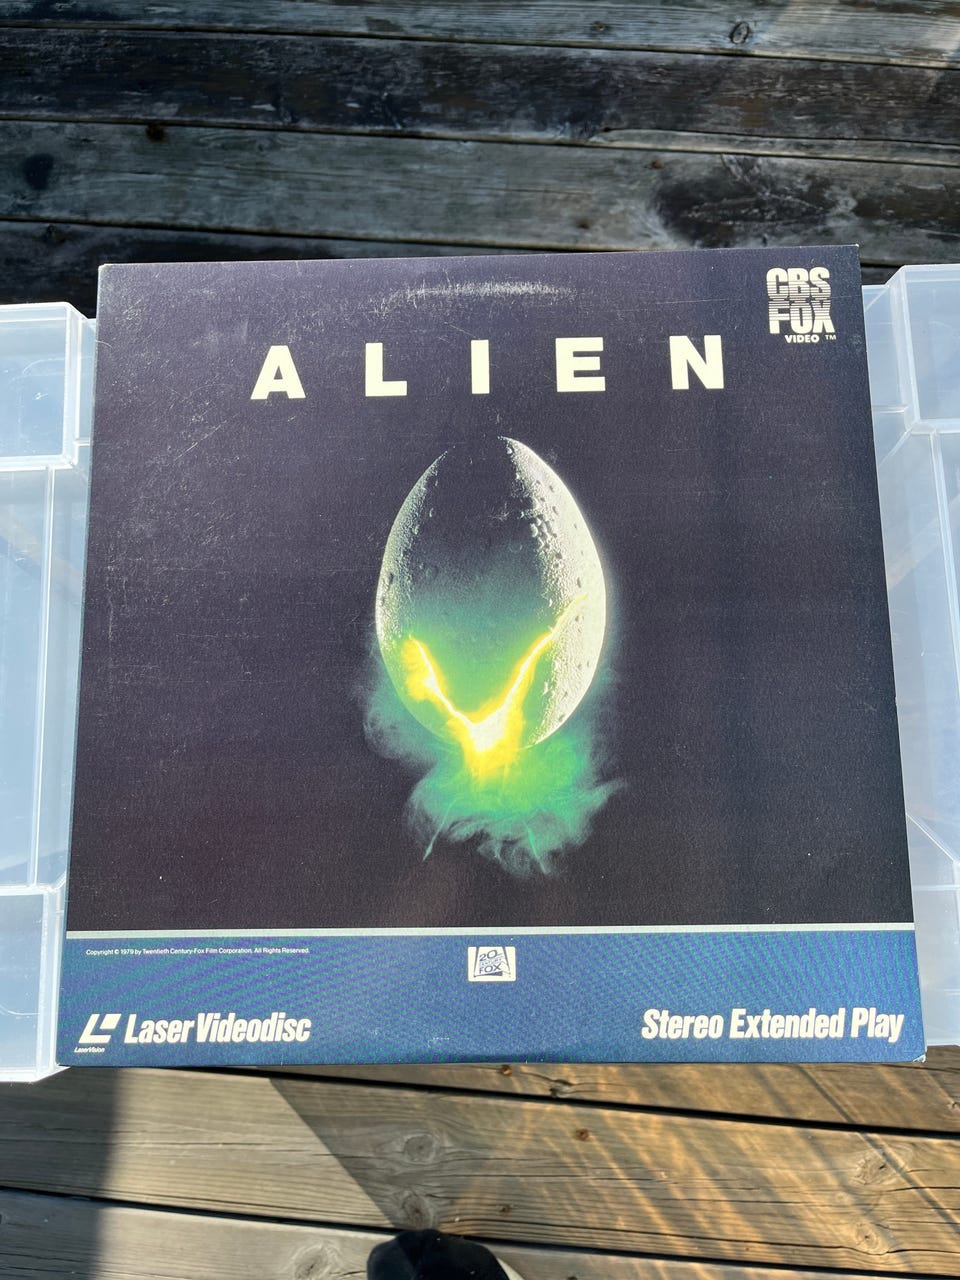 CBS
FOX
VIDEO ™
ALIEN
Copyright © 1979 by Twentieth Century-Fox Film Corporation. All Rights Reserved.
20th
CENTURY
FOX
LaserVision
LaserVideodisc
Stereo Extended Play